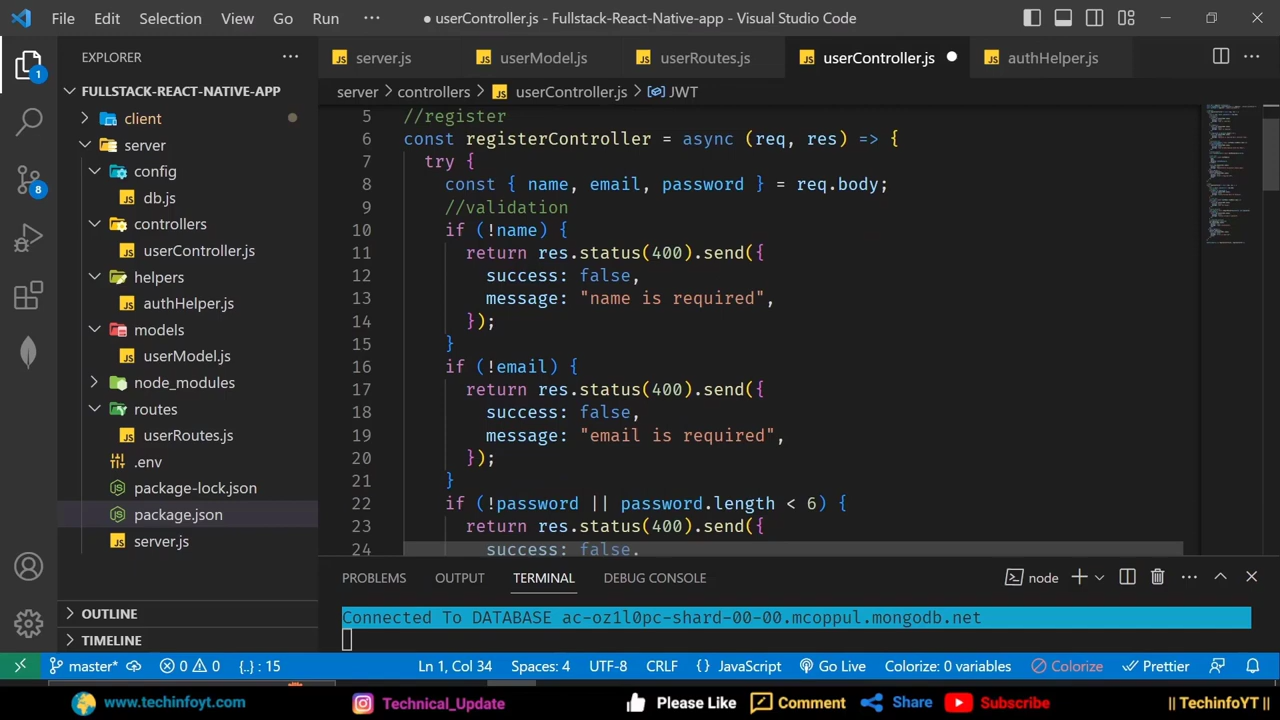 File Edit Selection View Go Run ··· ● userController.js - Fullstack-React-Native-app - Visual Studio Code
EXPLORER ···
1
8
FULLSTACK-REACT-NATIVE-APP
client
server
config
db.js
controllers
userController.js
helpers
authHelper.js
models
userModel.js
node_modules
routes
userRoutes.js
.env
package-lock.json
package.json
server.js
OUTLINE
TIMELINE
server.js userModel.js userRoutes.js userController.js ● authHelper.js
server > controllers > userController.js > JWT
5 //register
6 const registerController = async (req, res) => {
7 try {
8 const { name, email, password } = req.body;
9 //validation
10 if (!name) {
11 return res.status(400).send({
12 success: false,
13 message: "name is required",
14 });
15 }
16 if (!email) {
17 return res.status(400).send({
18 success: false,
19 message: "email is required",
20 });
21 }
22 if (!password || password.length < 6) {
23 return res.status(400).send({
24 success: false,
PROBLEMS OUTPUT TERMINAL DEBUG CONSOLE node
Connected To DATABASE ac-oz1l0pc-shard-00-00.mcoppul.mongodb.net
master* 0 0 {..} : 15 Ln 1, Col 34 Spaces: 4 UTF-8 CRLF {} JavaScript Go Live Colorize: 0 variables Colorize Prettier
www.techinfoyt.com Technical_Update Please Like Comment Share Subscribe || TechinfoYT ||